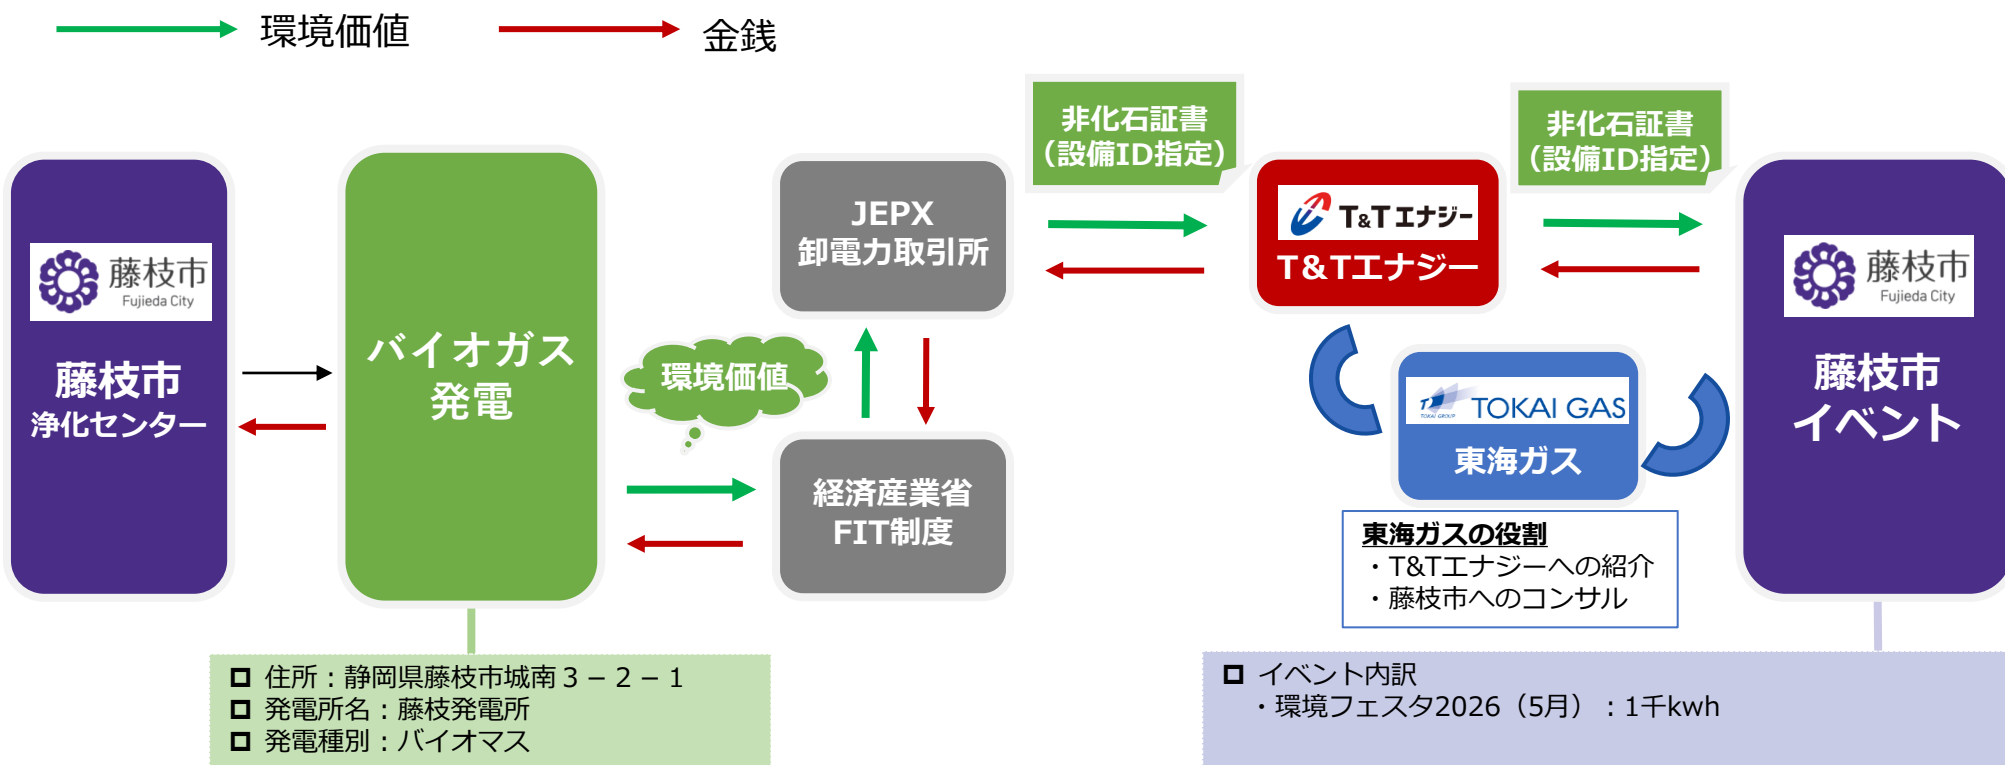 環境価値
金銭
非化石証書
（設備ID指定）
非化石証書
（設備ID指定）
藤枝市
Fujieda City
藤枝市
浄化センター
バイオガス
発電
環境価値
JEPX
卸電力取引所
経済産業省
FIT制度
T&Tエナジー
T&Tエナジー
TOKAI GROUP
TOKAI GAS
東海ガス
東海ガスの役割
・T&Tエナジーへの紹介
・藤枝市へのコンサル
藤枝市
Fujieda City
藤枝市
イベント
住所：静岡県藤枝市城南３－２－１
発電所名：藤枝発電所
発電種別：バイオマス
イベント内訳
・環境フェスタ2026（5月）：1千kwh